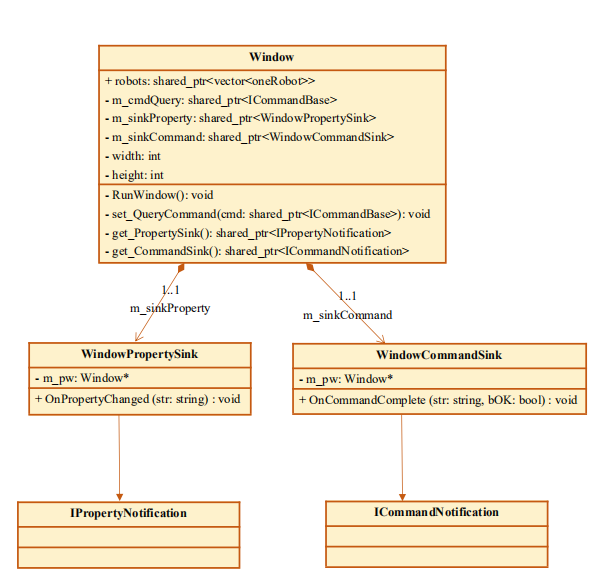 Window
+ robots: shared_ptr<vector<oneRobot>>
- m_cmdQuery: shared_ptr<ICommandBase>
- m_sinkProperty: shared_ptr<WindowPropertySink>
- m_sinkCommand: shared_ptr<WindowCommandSink>
- width: int
- height: int
- RunWindow(): void
- set_QueryCommand(cmd: shared_ptr<ICommandBase>): void
- get_PropertySink(): shared_ptr<IPropertyNotification>
- get_CommandSink(): shared_ptr<ICommandNotification>
1..1
m_sinkProperty
1..1
m_sinkCommand
WindowPropertySink
- m_pw: Window*
+ OnPropertyChanged (str: string) : void
WindowCommandSink
- m_pw: Window*
+ OnCommandComplete (str: string, bOK: bool) : void
IPropertyNotification
ICommandNotification